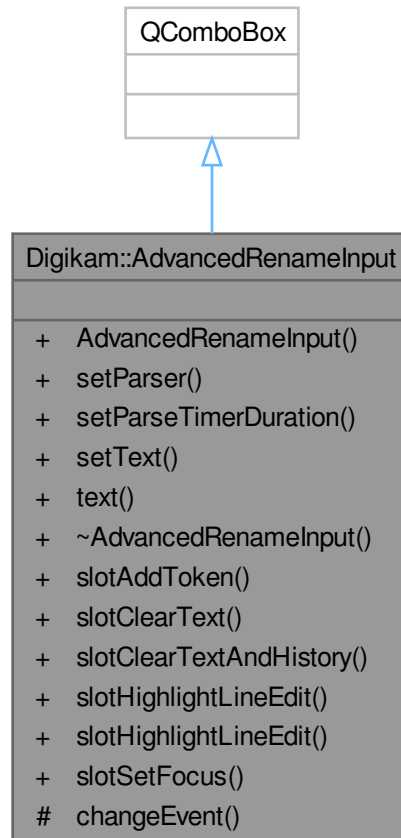 QComboBox
Digikam::AdvancedRenameInput
+ AdvancedRenameInput()
+ setParser()
+ setParseTimerDuration()
+ setText()
+ text()
+ ~AdvancedRenameInput()
+ slotAddToken()
+ slotClearText()
+ slotClearTextAndHistory()
+ slotHighlightLineEdit()
+ slotHighlightLineEdit()
+ slotSetFocus()
# changeEvent()